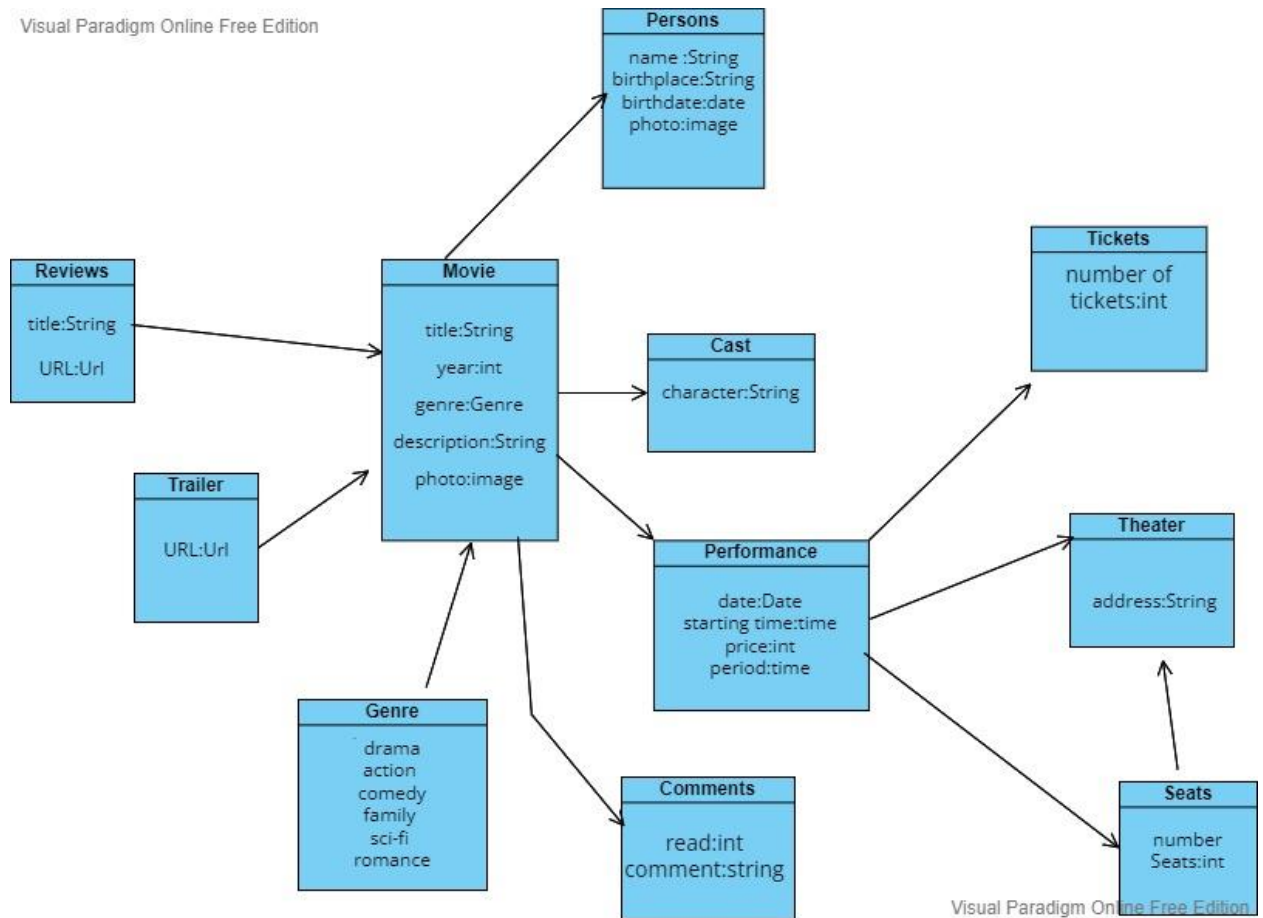 Visual Paradigm Online Free Edition
Persons
name :String
birthplace:String
birthdate:date
photo:image
Reviews
title:String
URL:Url
Movie
title:String
year:int
genre:Genre
description:String
photo:image
Cast
character:String
Tickets
number of
tickets:int
Trailer
URL:Url
Performance
date:Date
starting time:time
price:int
period:time
Theater
address:String
Genre
drama
action
comedy
family
sci-fi
romance
Comments
read:int
comment:string
Seats
number
Seats:int
Visual Paradigm Online Free Edition